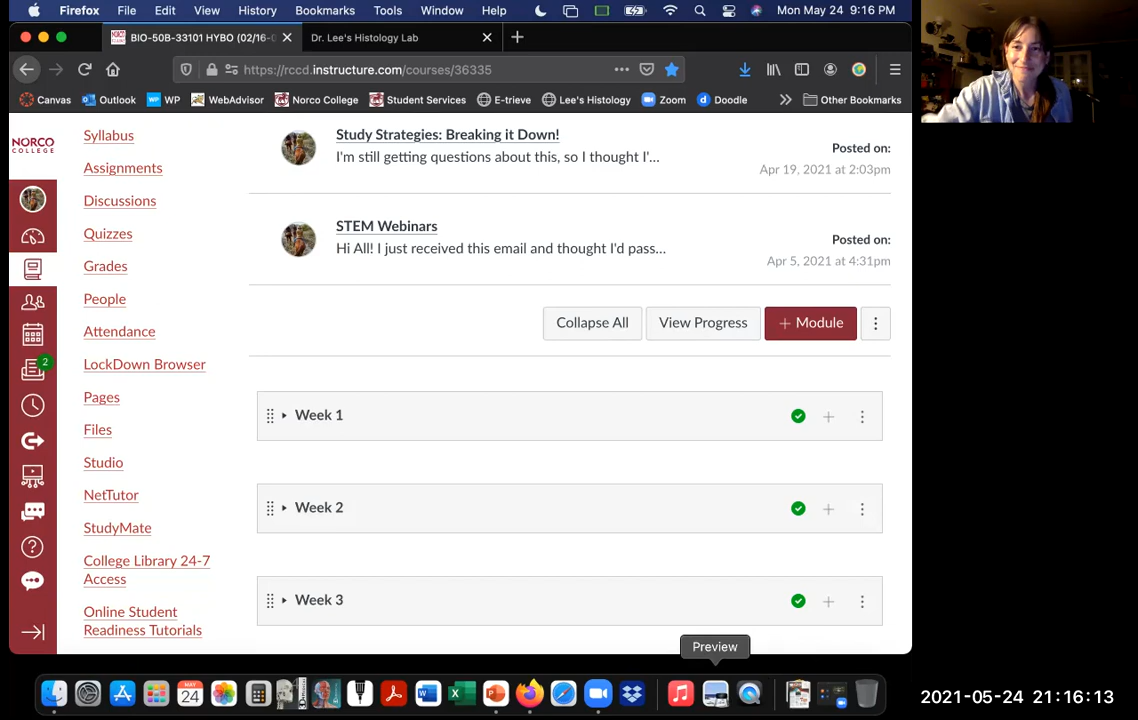 Firefox File Edit View History Bookmarks Tools Window Help Mon May 24 9:16 PM
BIO-50B-33101 HYBO (02/16-0 Dr. Lee's Histology Lab
https://rccd.instructure.com/courses/36335
Canvas Outlook WP WebAdvisor Norco College Student Services E-trieve Lee's Histology Zoom Doodle Other Bookmarks
NORCO
COLLEGE
Syllabus
Assignments
Discussions
Quizzes
Grades
People
Attendance
LockDown Browser
2
Pages
Files
Studio
NetTutor
StudyMate
College Library 24-7
Access
Online Student
Readiness Tutorials
Study Strategies: Breaking it Down!
I'm still getting questions about this, so I thought I'...
Posted on:
Apr 19, 2021 at 2:03pm
STEM Webinars
Hi All! I just received this email and thought I'd pass...
Posted on:
Apr 5, 2021 at 4:31pm
Collapse All View Progress + Module
Week 1
Week 2
Week 3
Preview
MAY
24
2021-05-24 21:16:13